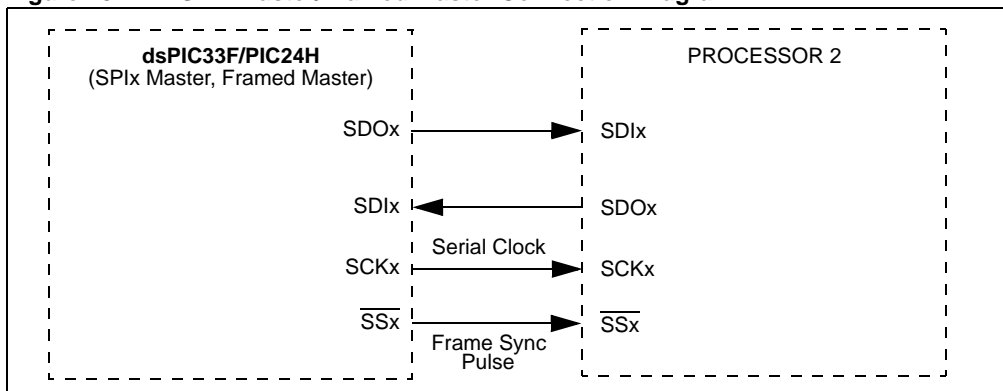 dsPIC33F/PIC24H
(SPIx Master, Framed Master)
PROCESSOR 2
SDOx
SDIx
SDIx
SDOx
Serial Clock
SCKx
SCKx
SSx
SSx
Frame Sync
Pulse